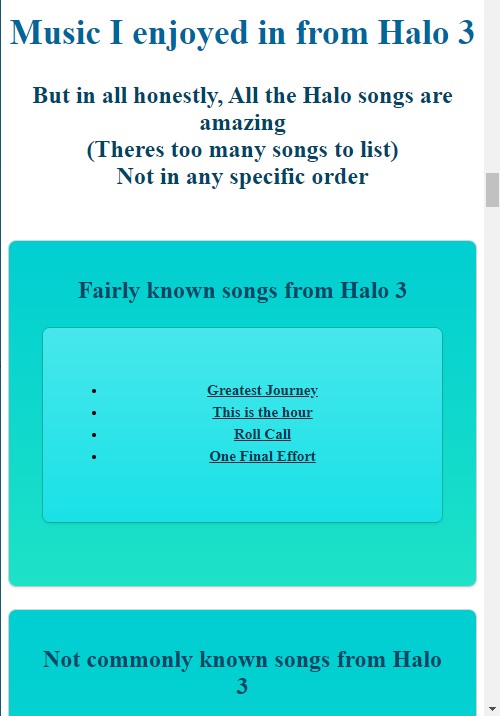 Music I enjoyed in from Halo 3
But in all honestly, All the Halo songs are
amazing
(Theres too many songs to list)
Not in any specific order
Fairly known songs from Halo 3
Greatest Journey
This is the hour
Roll Call
One Final Effort
Not commonly known songs from Halo
3